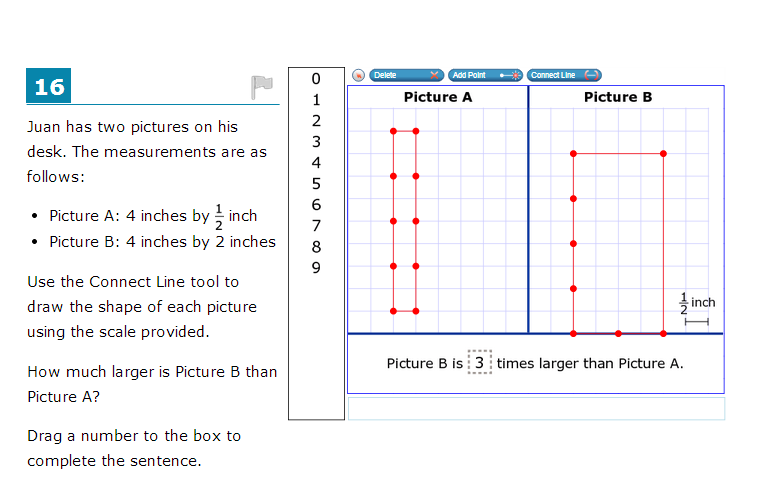 16
Juan has two pictures on his
desk. The measurements are as
follows:
• Picture A: 4 inches by 1/2 inch
• Picture B: 4 inches by 2 inches
Use the Connect Line tool to
draw the shape of each picture
using the scale provided.
How much larger is Picture B than
Picture A?
Drag a number to the box to
complete the sentence.
0
1
2
3
4
5
6
7
8
9
Delete Add Point Connect Line
Picture A Picture B
1/2 inch
Picture B is 3 times larger than Picture A.